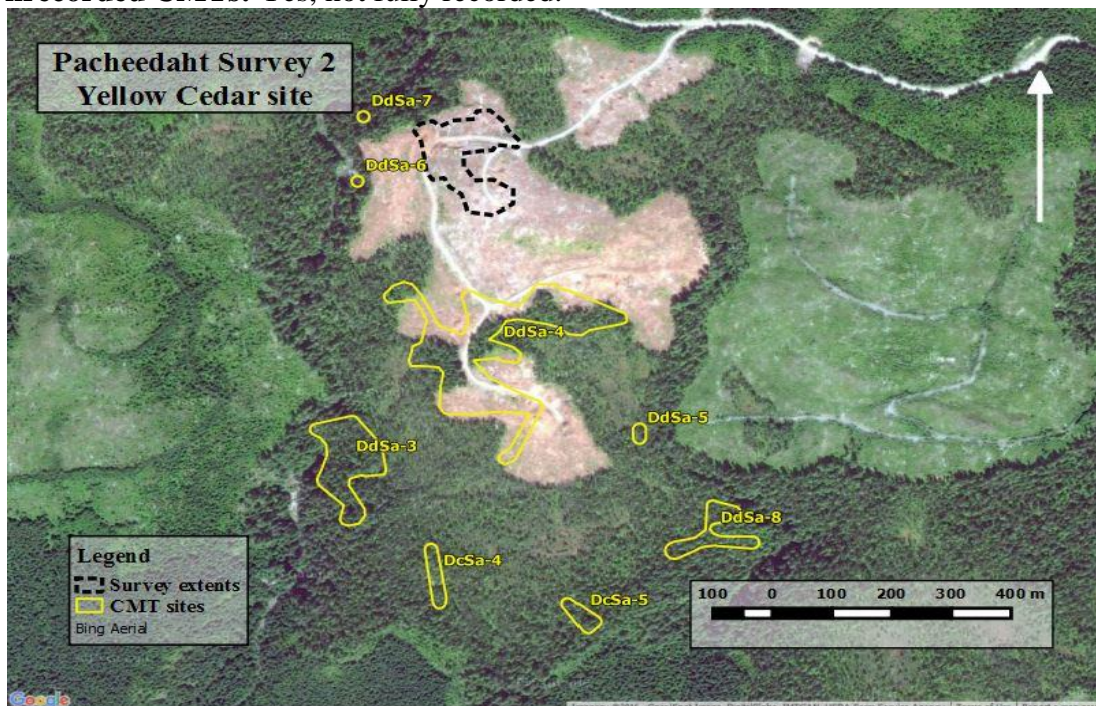 Yes, not fully recorded.
Pacheedaht Survey 2
Yellow Cedar site
DdSa-7
DdSa-6
DdSa-4
DdSa-5
DdSa-3
DdSa-8
DcSa-4
DcSa-5
Legend
Survey extents
CMT sites
Bing Aerial
100 0 100 200 300 400 m
Google